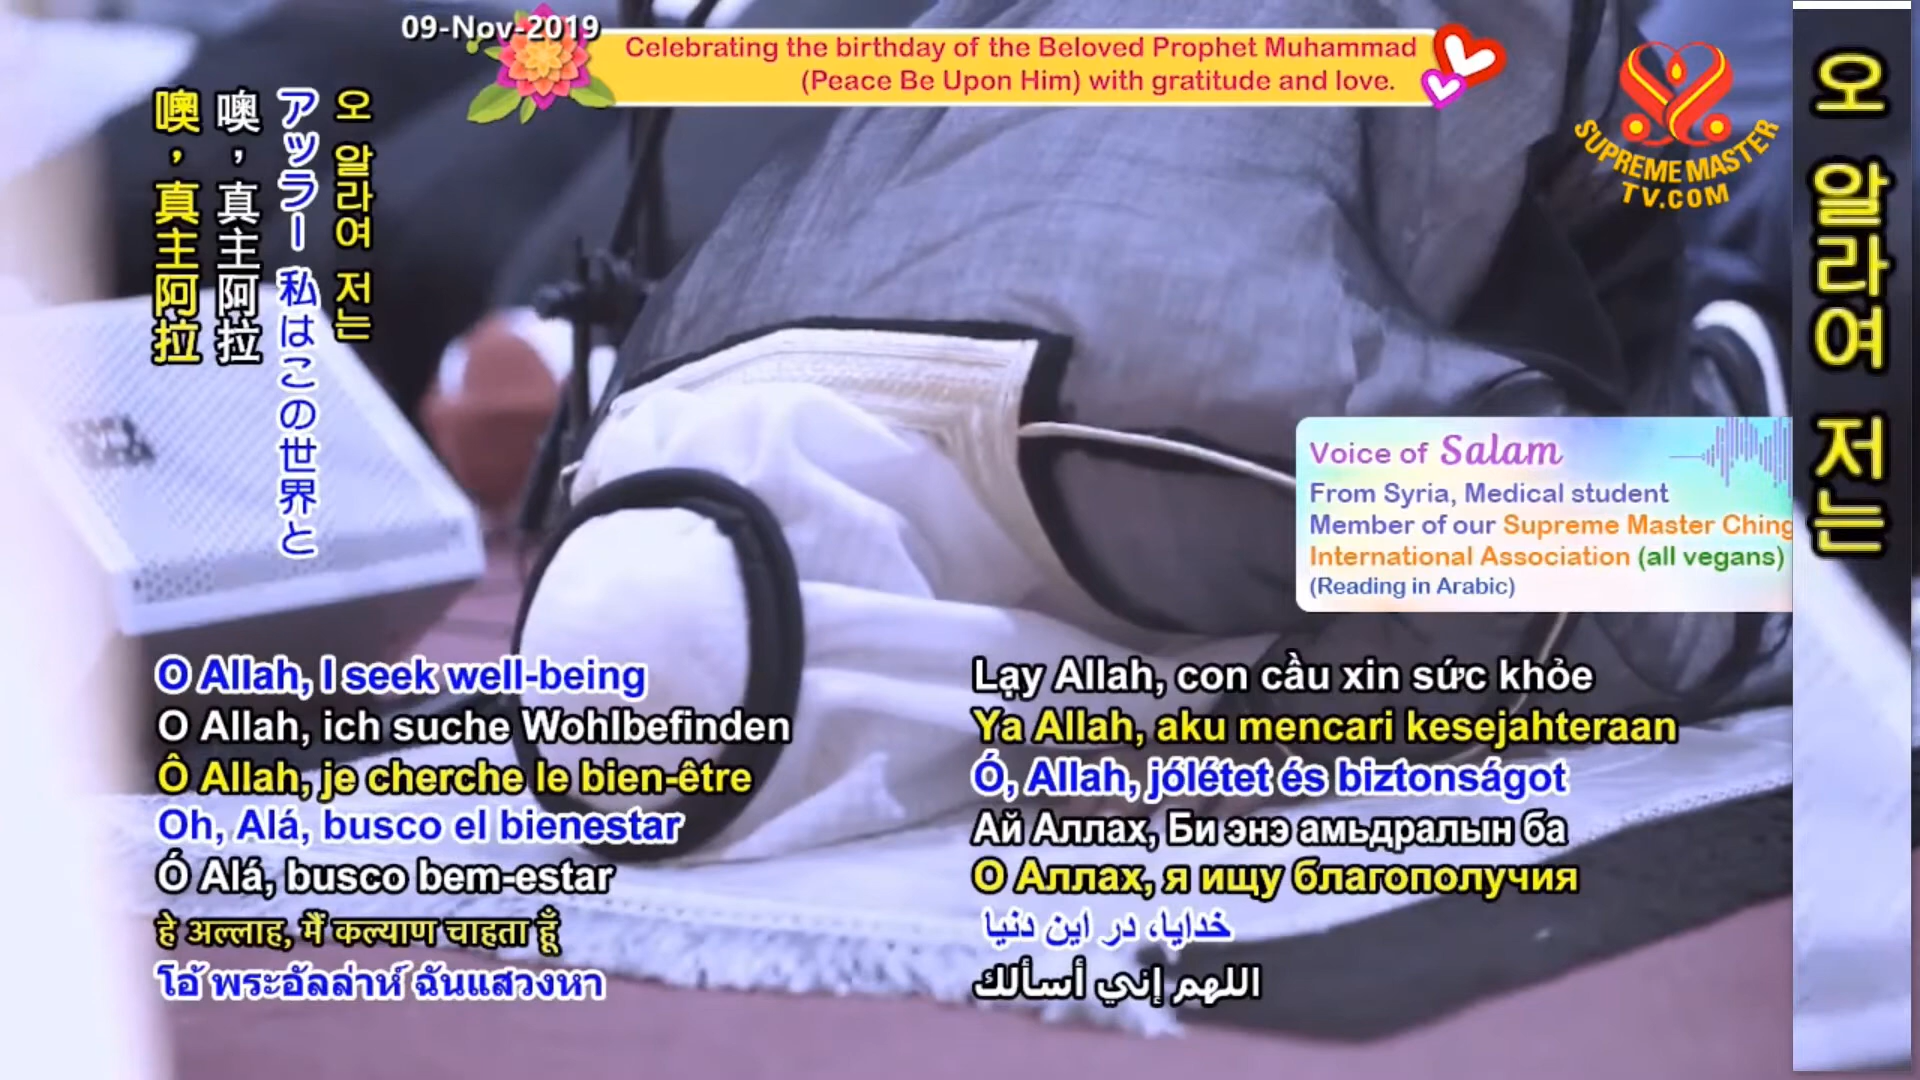 09-Nov-2019
Celebrating the birthday of the Beloved Prophet Muhammad
(Peace Be Upon Him) with gratitude and love.
SUPREME MASTER
TV.COM
오 알라여 저는
오 알라여 저는
アッラー 私はこの世界と
噢，真主阿拉
噢，真主阿拉
Voice of Salam
From Syria, Medical student
Member of our Supreme Master Ching
International Association (all vegans)
(Reading in Arabic)
O Allah, I seek well-being
O Allah, ich suche Wohlbefinden
Ô Allah, je cherche le bien-être
Oh, Alá, busco el bienestar
Ó Alá, busco bem-estar
हे अल्लाह, मैं कल्याण चाहता हूँ
โอ้ พระอัลล่าห์ ฉันแสวงหา
Lạy Allah, con cầu xin sức khỏe
Ya Allah, aku mencari kesejahteraan
Ó, Allah, jólétet és biztonságot
Ай Аллах, Би энэ амьдралын ба
О Аллах, я ищу благополучия
خدایا، در این دنیا
اللهم إني أسألك